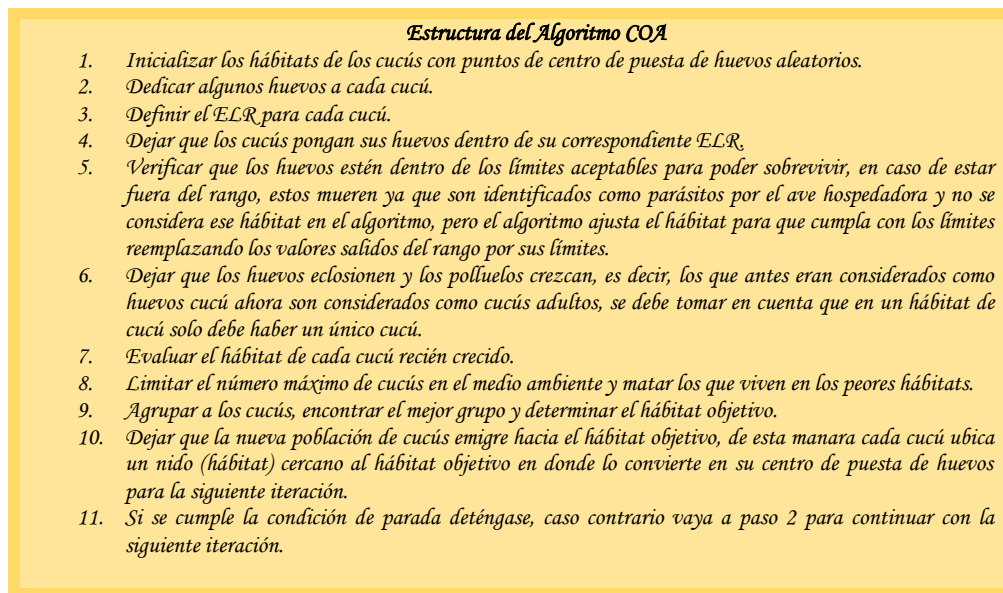 Estructura del Algoritmo COA
1. Inicializar los hábitats de los cucús con puntos de centro de puesta de huevos aleatorios.
2. Dedicar algunos huevos a cada cucú.
3. Definir el ELR para cada cucú.
4. Dejar que los cucús pongan sus huevos dentro de su correspondiente ELR.
5. Verificar que los huevos estén dentro de los límites aceptables para poder sobrevivir, en caso de estar
fuera del rango, estos mueren ya que son identificados como parásitos por el ave hospedadora y no se
considera ese hábitat en el algoritmo, pero el algoritmo ajusta el hábitat para que cumpla con los límites
reemplazando los valores salidos del rango por sus límites.
6. Dejar que los huevos eclosionen y los polluelos crezcan, es decir, los que antes eran considerados como
huevos cucú ahora son considerados como cucús adultos, se debe tomar en cuenta que en un hábitat de
cucú solo debe haber un único cucú.
7. Evaluar el hábitat de cada cucú recién crecido.
8. Limitar el número máximo de cucús en el medio ambiente y matar los que viven en los peores hábitats.
9. Agrupar a los cucús, encontrar el mejor grupo y determinar el hábitat objetivo.
10. Dejar que la nueva población de cucús emigre hacia el hábitat objetivo, de esta manara cada cucú ubica
un nido (hábitat) cercano al hábitat objetivo en donde lo convierte en su centro de puesta de huevos
para la siguiente iteración.
11. Si se cumple la condición de parada deténgase, caso contrario vaya a paso 2 para continuar con la
siguiente iteración.